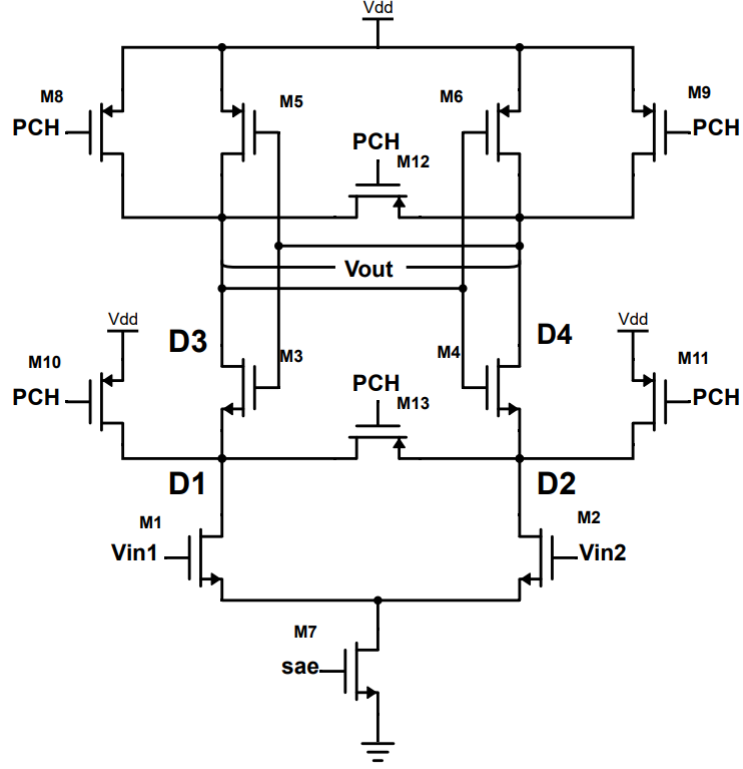 Vdd
M8
M5
M6
M9
PCH
PCH
M12
PCH
Vout
Vdd
Vdd
D3
D4
M10
M3
M4
M11
PCH
PCH
M13
PCH
D1
D2
M1
M2
Vin1
Vin2
M7
sae